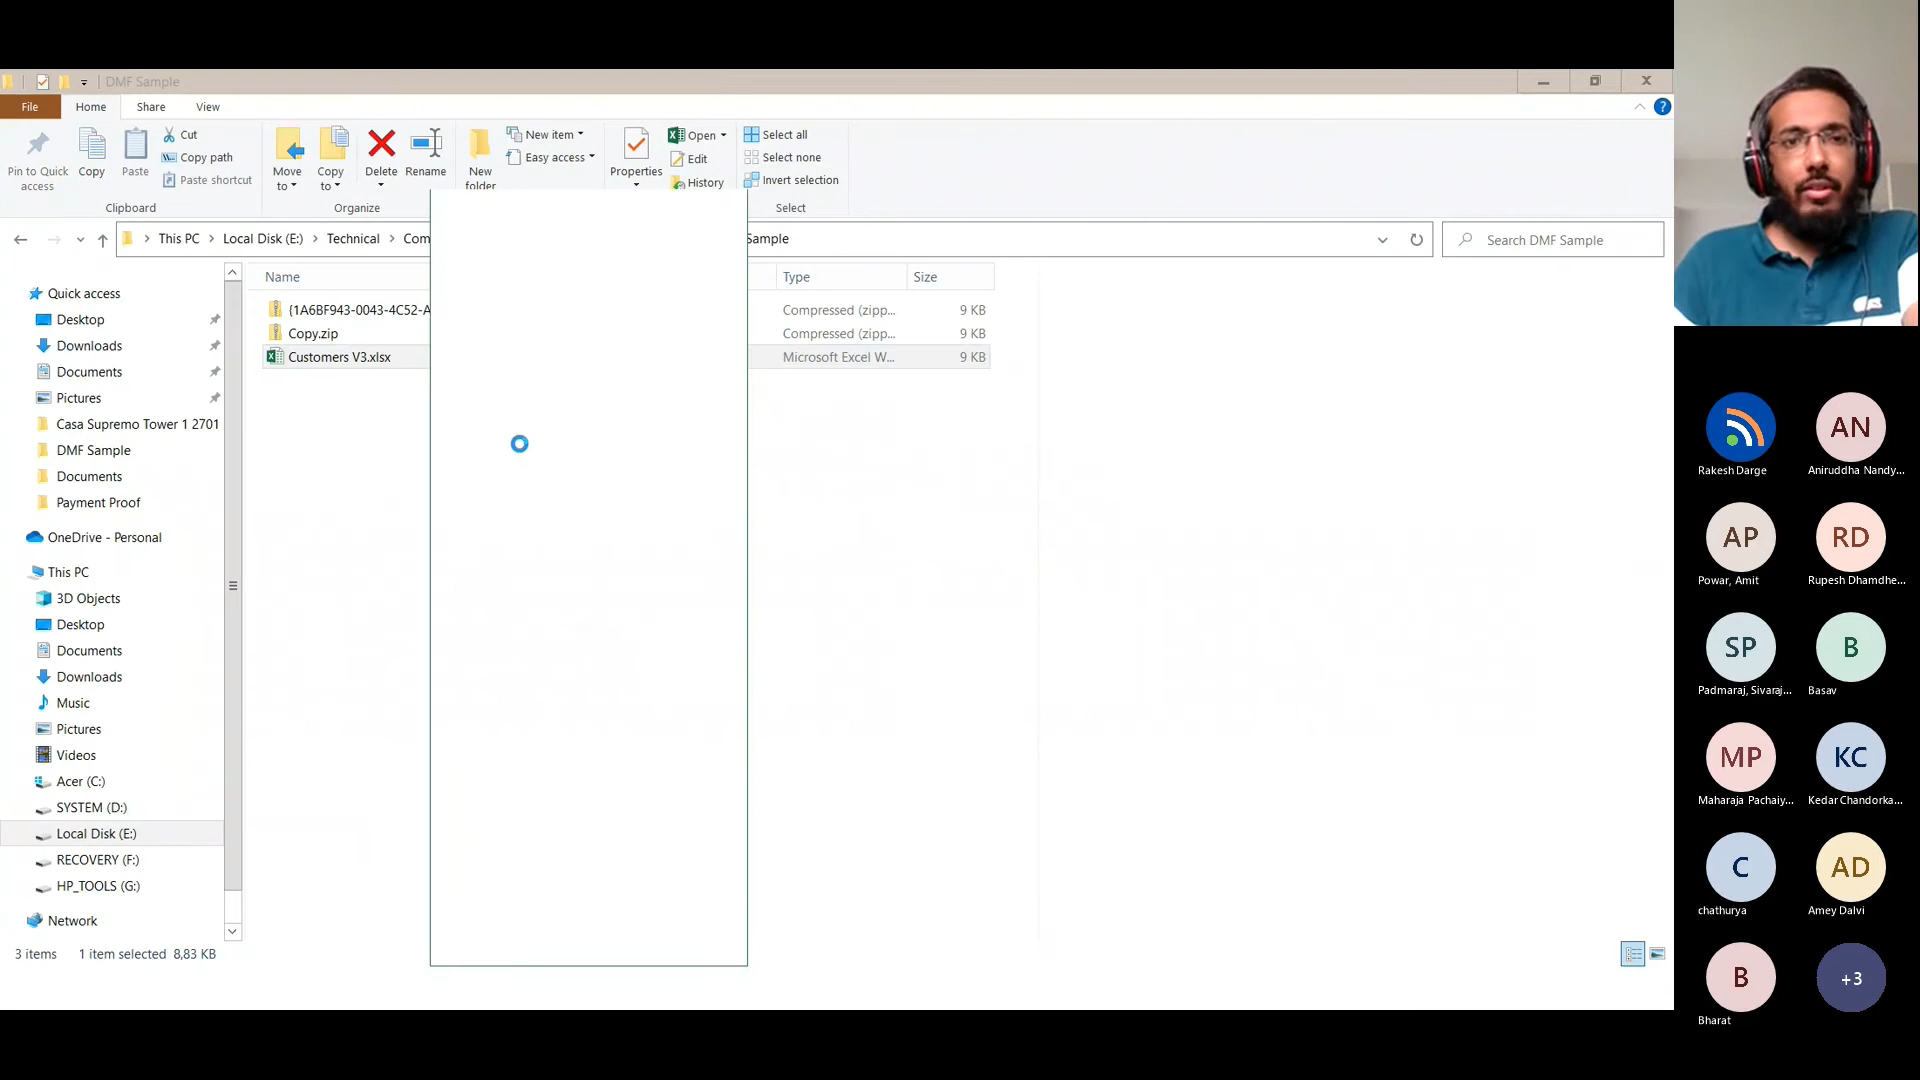 DMF Sample
File Home Share View
Pin to Quick access
Copy
Paste
Cut
Copy path
Paste shortcut
Clipboard
Move to
Copy to
Delete
Rename
Organize
New folder
New item
Easy access
Properties
Open
Edit
History
Select all
Select none
Invert selection
Select
This PC Local Disk (E:) Technical Com Sample
Search DMF Sample
Name Type Size
{1A6BF943-0043-4C52-A Compressed (zipp... 9 KB
Copy.zip Compressed (zipp... 9 KB
Customers V3.xlsx Microsoft Excel W... 9 KB
Quick access
Desktop
Downloads
Documents
Pictures
Casa Supremo Tower 1 2701
DMF Sample
Documents
Payment Proof
OneDrive - Personal
This PC
3D Objects
Desktop
Documents
Downloads
Music
Pictures
Videos
Acer (C:)
SYSTEM (D:)
Local Disk (E:)
RECOVERY (F:)
HP_TOOLS (G:)
Network
3 items 1 item selected 8,83 KB
AN
Rakesh Darge Aniruddha Nandy...
AP RD
Powar, Amit Rupesh Dhamdhe...
SP B
Padmaraj, Sivaraj... Basav
MP KC
Maharaja Pachaiy... Kedar Chandorka...
C AD
chathurya Amey Dalvi
B +3
Bharat